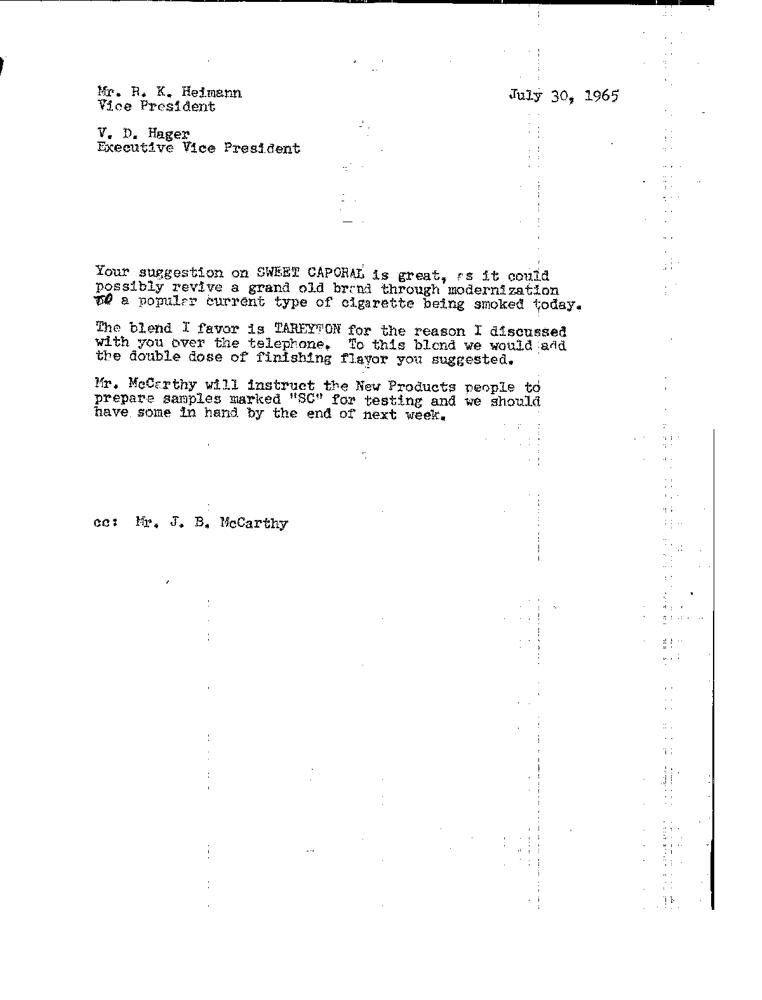 Mr. R. K. Heimann
Vice President
July 30, 1965
V. D. Hager
Executive Vice President
Your suggestion on SWEET CAPORAL is great, as it could
possibly revive a grand old brand through modernization
to a popular current type of cigarette being smoked today.
The blend I favor is TAREYTON for the reason I discussed
with you over the telephone. To this blend we would add
the double dose of finishing flavor you suggested.
Mr. McCarthy will instruct the New Products people to
prepare samples marked "SC" for testing and we should
have some in hand by the end of next week.
cc: Mr. J. B. McCarthy